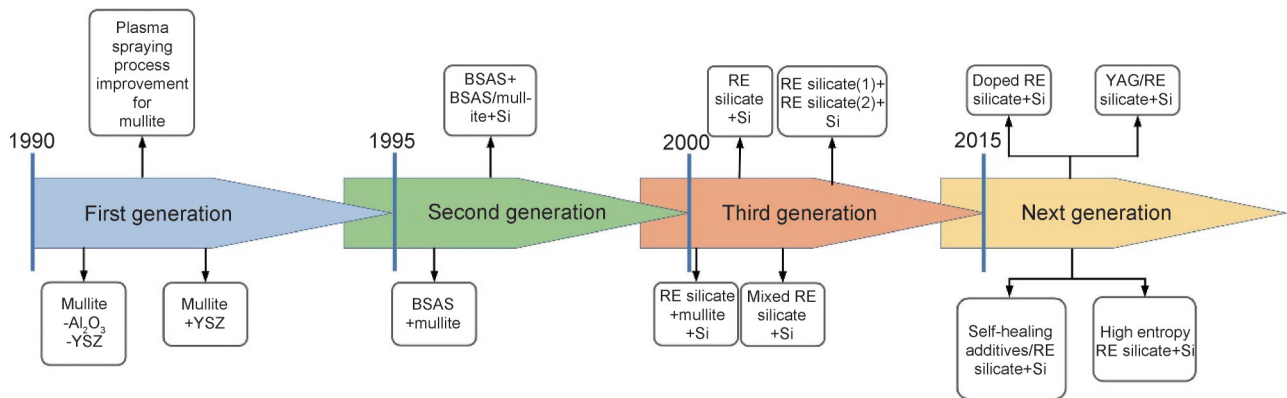 Plasma
spraying
process
improvement
for
mullite
BSAS+
BSAS/mull-
ite+Si
RE
silicate
+Si
RE silicate(1)+
RE silicate(2)+
Si
Doped RE
silicate+Si
YAG/RE
silicate+Si
1990
1995
2000
2015
First generation
Second generation
Third generation
Next generation
Mullite
-Al₂O₃
-YSZ
Mullite
+YSZ
BSAS
+mullite
RE silicate
+mullite
+Si
Mixed RE
silicate
+Si
Self-healing
additives/RE
silicate+Si
High entropy
RE silicate+Si